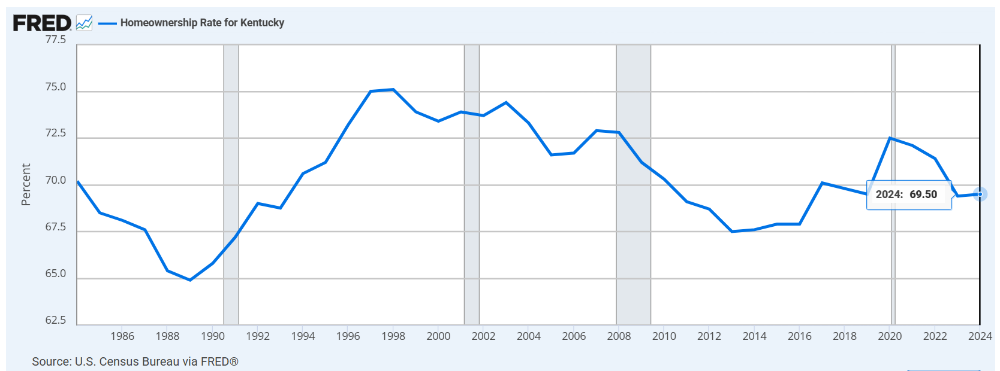 FRED
Homeownership Rate for Kentucky
77.5
75.0
72.5
70.0
67.5
65.0
62.5
Percent
2024: 69.50
1986 1988 1990 1992 1994 1996 1998 2000 2002 2004 2006 2008 2010 2012 2014 2016 2018 2020 2022 2024
Source: U.S. Census Bureau via FRED®